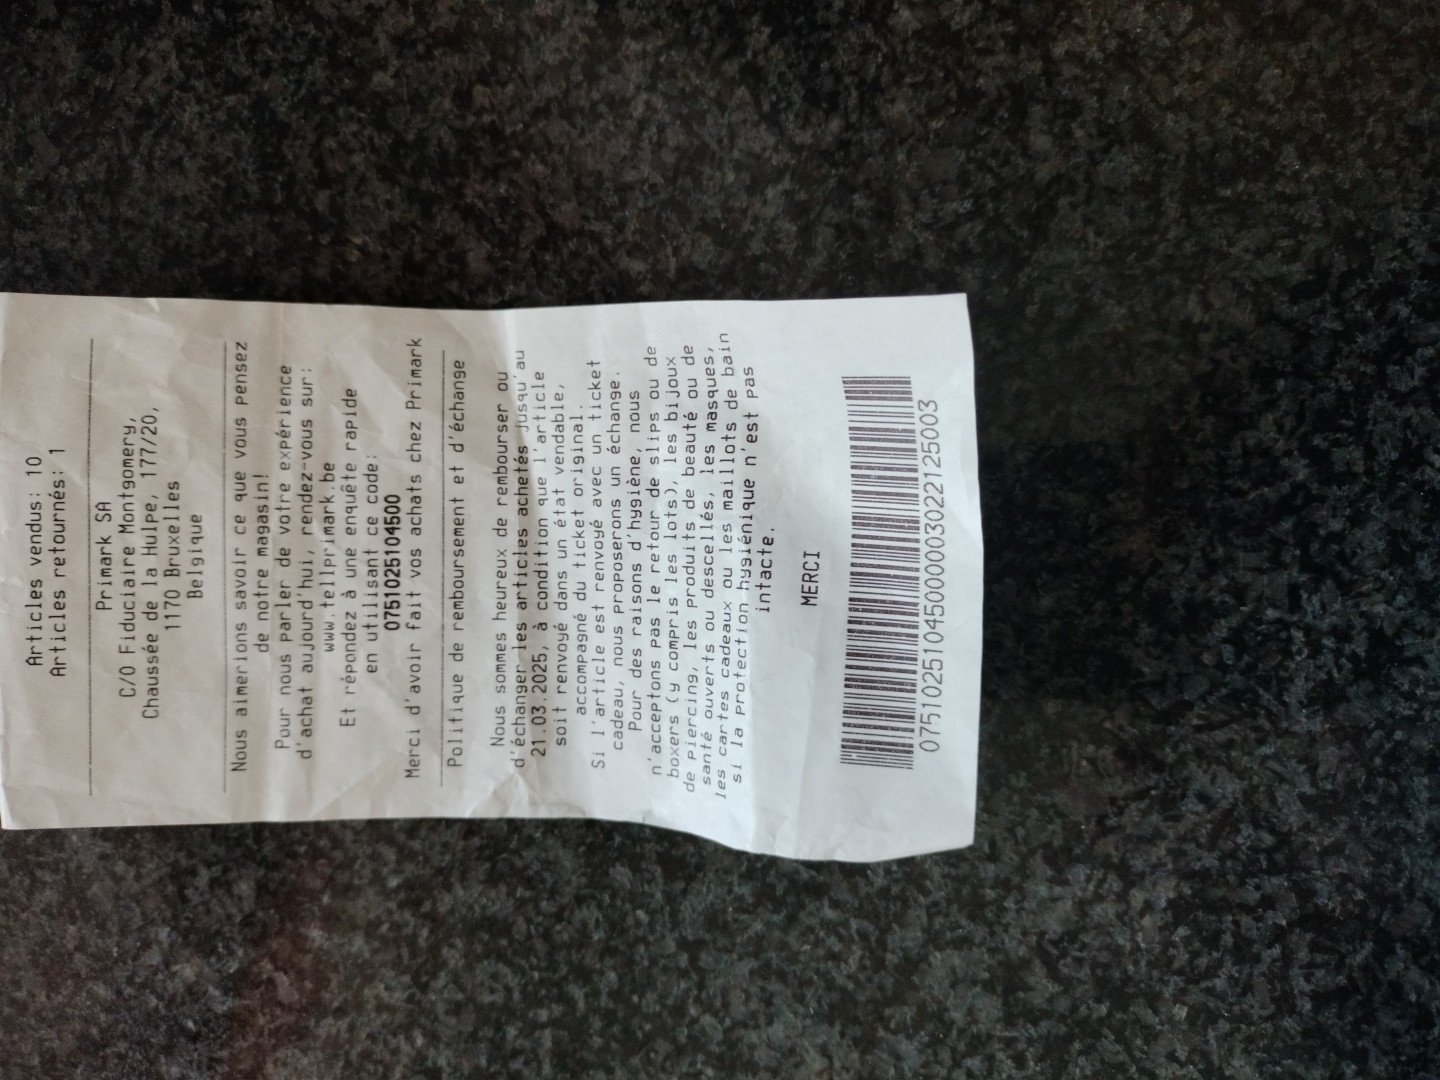 Articles vendus: 10
Articles retournés: 1
Primark SA
C/O Fiduciaire Montgomery,
Chaussée de la Hulpe, 177/20,
1170 Bruxelles
Belgique
Nous aimerions savoir ce que vous pensez
de notre magasin!
Pour nous parler de votre expérience
d'achat aujourd'hui, rendez-vous sur:
www.tellprimark.be
Et répondez à une enquête rapide
en utilisant ce code:
0751025104500
Merci d'avoir fait vos achats chez Primark
Politique de remboursement et d'échange
Nous sommes heureux de rembourser ou
d'échanger les articles achetés jusqu'au
21.03.2025, à condition que l'article
soit renvoyé dans un état vendable,
accompagné du ticket original.
Si l'article est renvoyé avec un ticket
cadeau, nous proposerons un échange.
Pour des raisons d'hygiène, nous
n'acceptons pas le retour de slips ou de
boxers (y compris les lots), les bijoux
de piercing, les produits de beauté ou de
santé ouverts ou descellés, les masques,
les cartes cadeaux ou les maillots de bain
si la protection hygiénique n'est pas
intacte.
MERCI
07510251045000003022125003